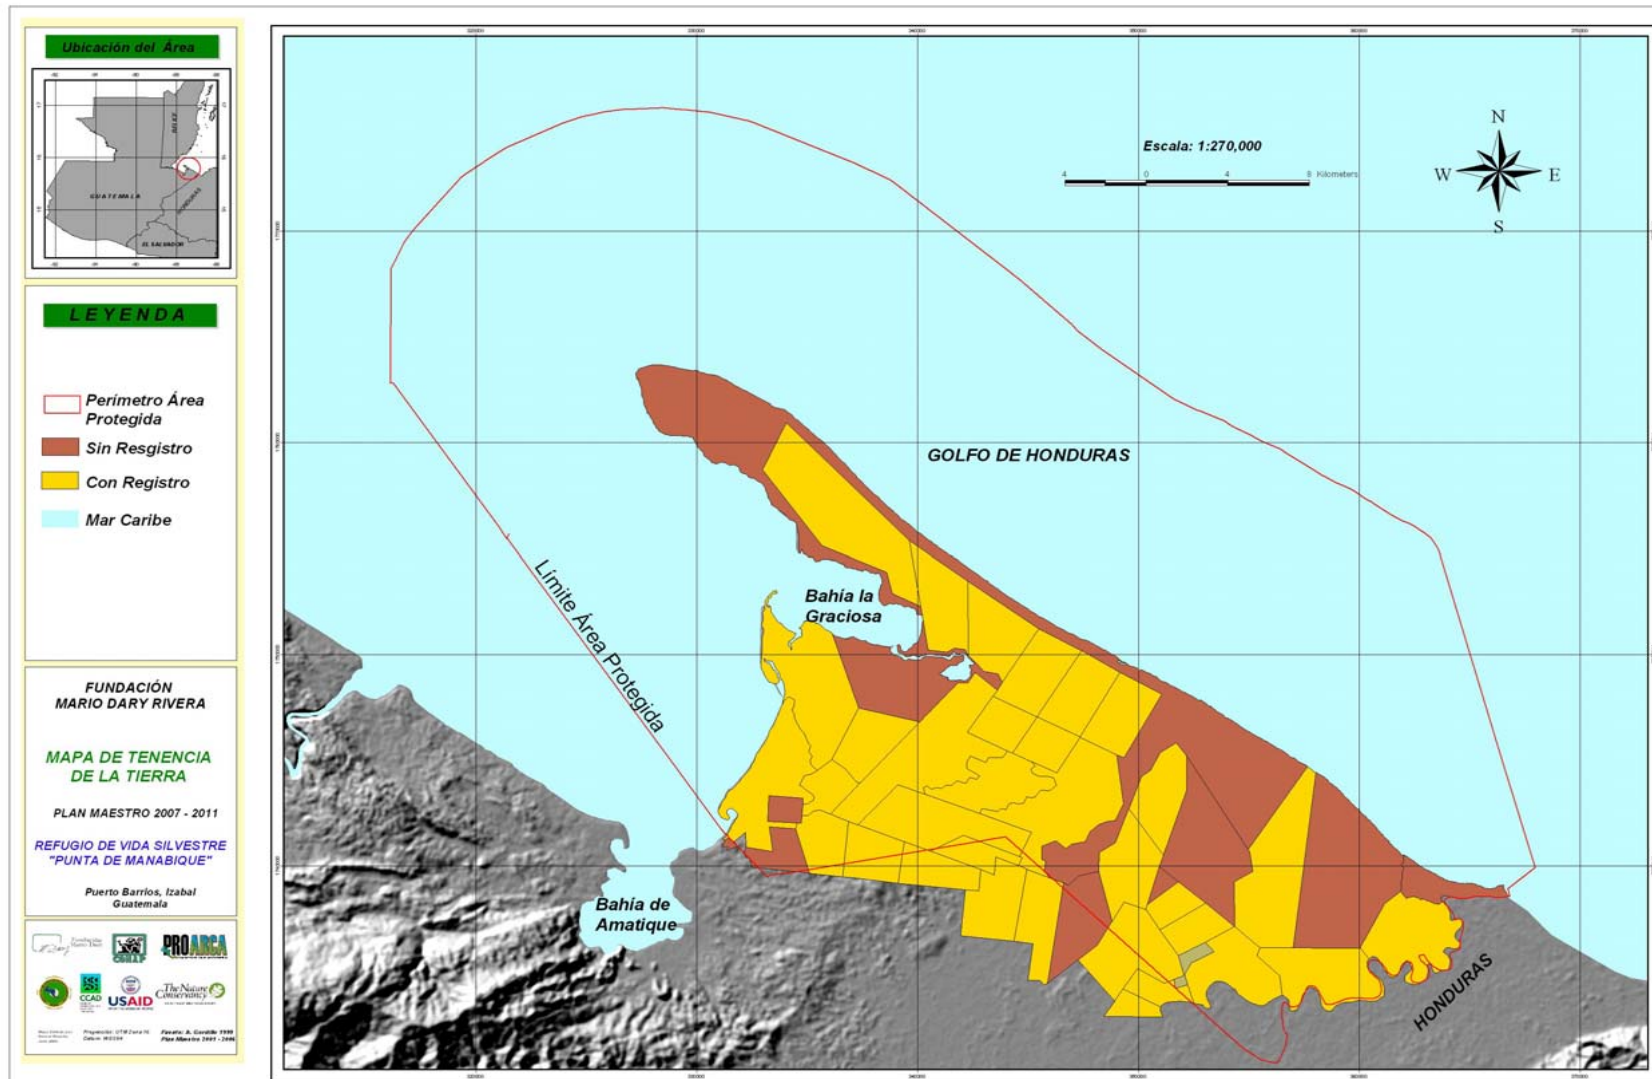 Ubicación del Área
BELICE
GUATEMALA
HONDURAS
EL SALVADOR
LEYENDA
Perímetro Área
Protegida
Sin Resgistro
Con Registro
Mar Caribe
FUNDACIÓN
MARIO DARY RIVERA
MAPA DE TENENCIA
DE LA TIERRA
PLAN MAESTRO 2007 - 2011
REFUGIO DE VIDA SILVESTRE
"PUNTA DE MANABIQUE"
Puerto Barrios, Izabal
Guatemala
PROARCA
CCAD
USAID
The Nature
Conservancy
Escala: 1:270,000
4 0 4 8 Kilometers
N
W E
S
GOLFO DE HONDURAS
Bahía la
Graciosa
Límite Área Protegida
Bahía de
Amatique
HONDURAS